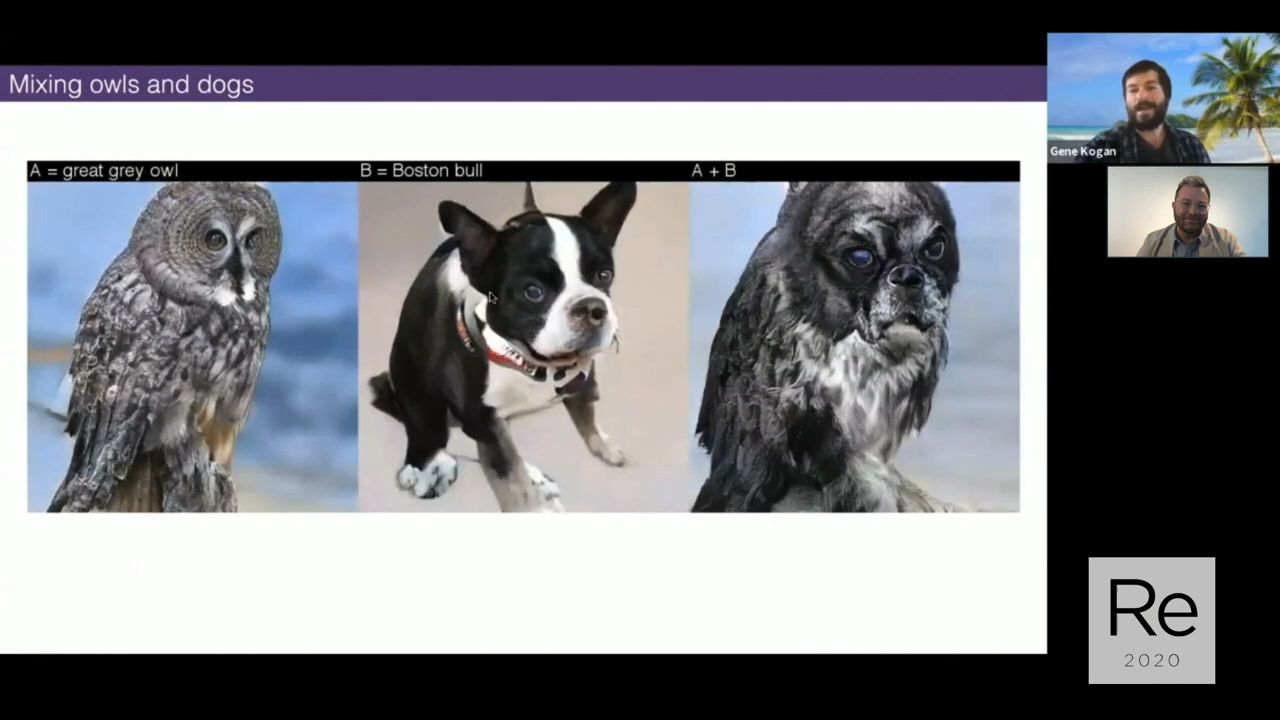 Mixing owls and dogs
A = great grey owl
B = Boston bull
A + B
Gene Kogan
Re
2020